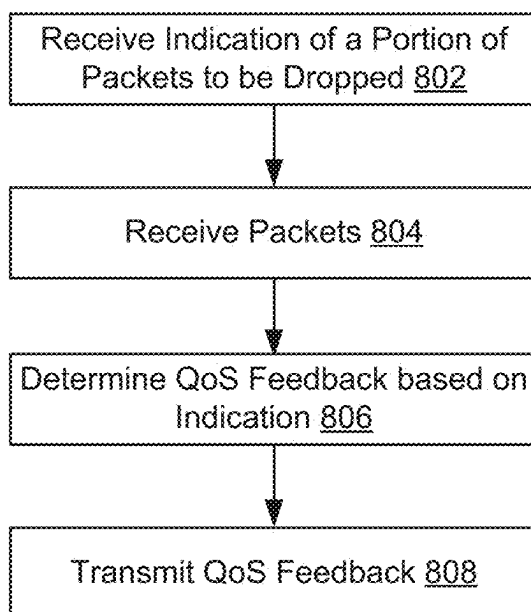 Receive Indication of a Portion of
Packets to be Dropped 802
Receive Packets 804
Determine QoS Feedback based on
Indication 806
Transmit QoS Feedback 808